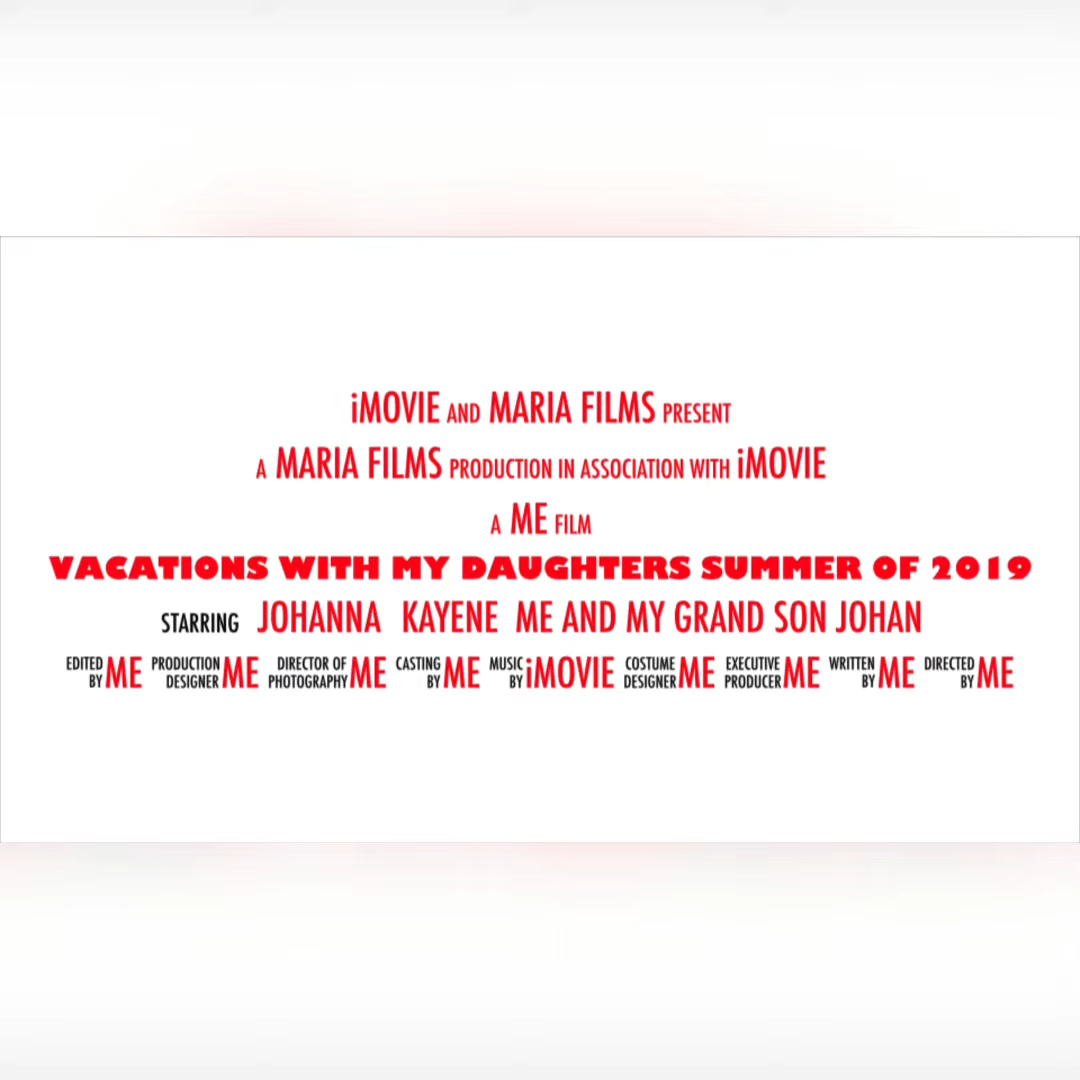 iMOVIE AND MARIA FILMS PRESENT
A MARIA FILMS PRODUCTION IN ASSOCIATION WITH iMOVIE
A ME FILM
VACATIONS WITH MY DAUGHTERS SUMMER OF 2019
STARRING JOHANNA KAYENE ME AND MY GRAND SON JOHAN
EDITED BY ME PRODUCTION DESIGNER ME DIRECTOR OF PHOTOGRAPHY ME CASTING BY ME MUSIC BY iMOVIE COSTUME DESIGNER ME EXECUTIVE PRODUCER ME WRITTEN BY ME DIRECTED BY ME